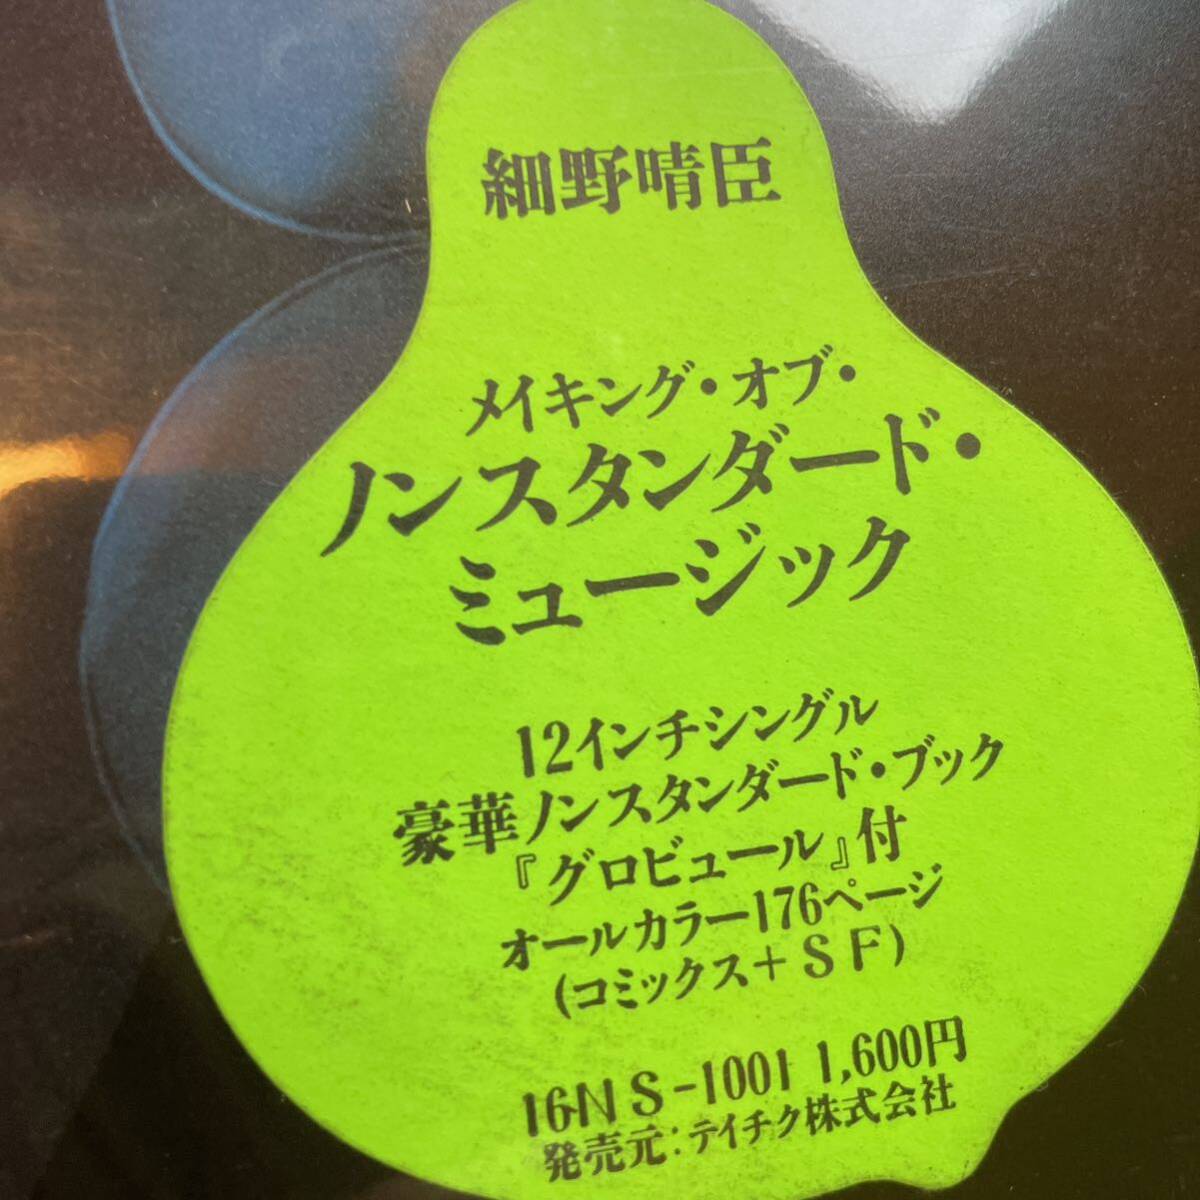 細野晴臣
メイキング・オブ・
ノンスタンダード・
ミュージック
12インチシングル
豪華ノンスタンダード・ブック
『グロビュール』付
オールカラー176ページ
(コミックス+SF)
16NS-1001 1,600円
発売元:テイチク株式会社